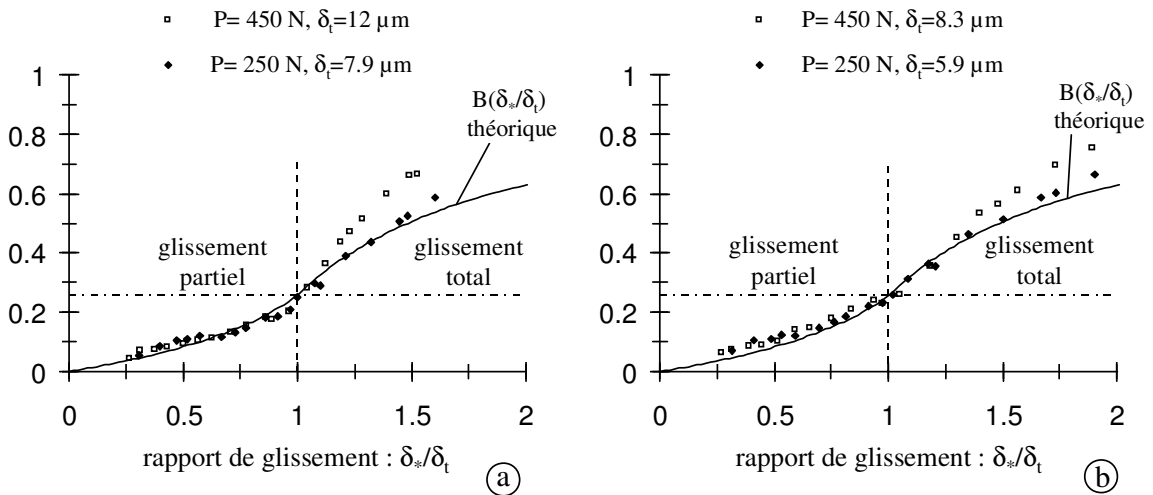 P= 450 N, δt=12 µm
P= 250 N, δt=7.9 µm
1
0.8
0.6
0.4
0.2
0
B(δ*/δt)
théorique
glissement
partiel
glissement
total
0 0.5 1 1.5 2
rapport de glissement : δ*/δt
a
P= 450 N, δt=8.3 µm
P= 250 N, δt=5.9 µm
1
0.8
0.6
0.4
0.2
0
B(δ*/δt)
théorique
glissement
partiel
glissement
total
0 0.5 1 1.5 2
rapport de glissement : δ*/δt
b